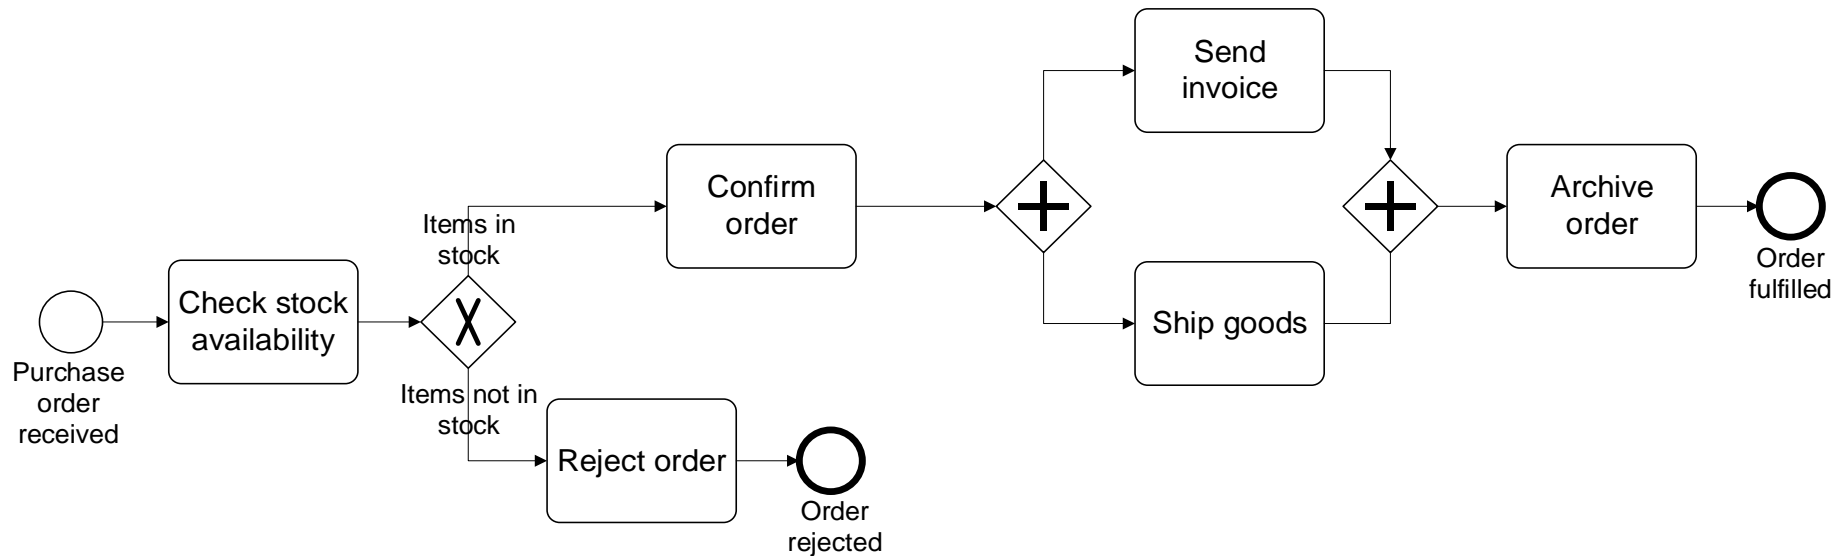 Purchase
order
received
Check stock
availability
Items in
stock
Items not in
stock
Confirm
order
Reject order
Order
rejected
Send
invoice
Ship goods
Archive
order
Order
fulfilled